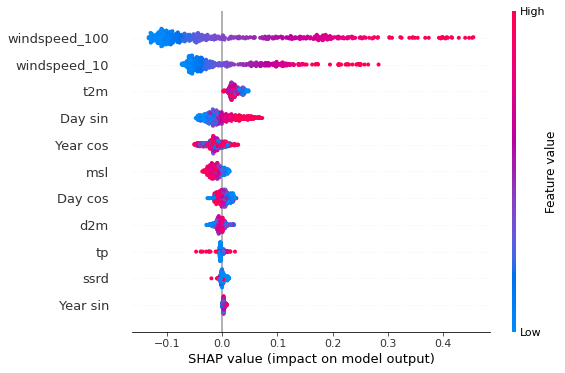 High
windspeed_100
windspeed_10
t2m
Day sin
Year cos
msl
Day cos
d2m
tp
ssrd
Year sin
Feature value
Low
−0.1 0.0 0.1 0.2 0.3 0.4
SHAP value (impact on model output)